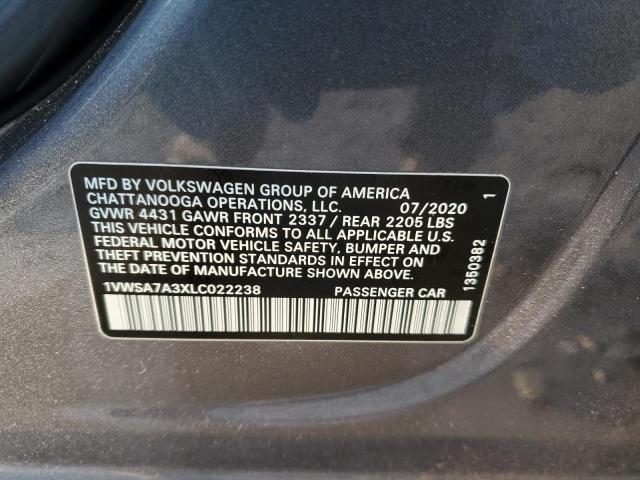 MFD BY VOLKSWAGEN GROUP OF AMERICA
CHATTANOOGA OPERATIONS, LLC. 07/2020
GVWR 4431 GAWR FRONT 2337 / REAR 2205 LBS
THIS VEHICLE CONFORMS TO ALL APPLICABLE U.S.
FEDERAL MOTOR VEHICLE SAFETY, BUMPER AND
THEFT PREVENTION STANDARDS IN EFFECT ON
THE DATE OF MANUFACTURE SHOWN ABOVE.
1VWSA7A3XLC022238 PASSENGER CAR
1350382 1